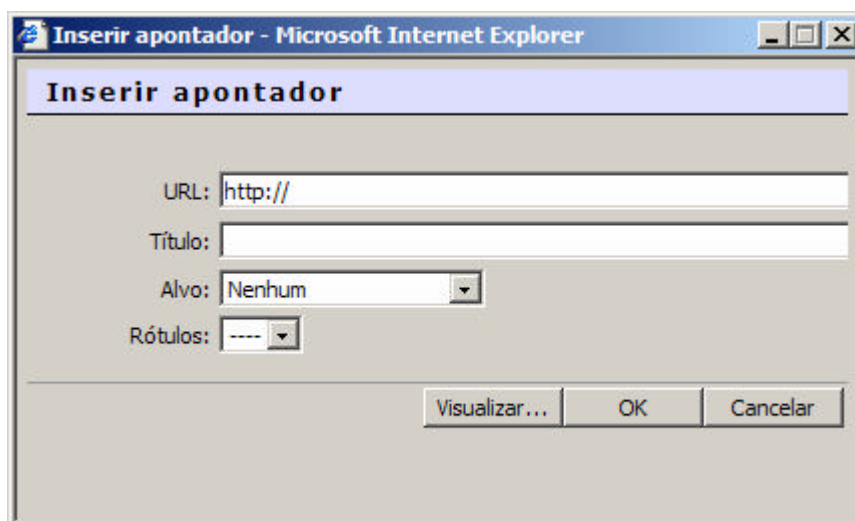 Inserir apontador - Microsoft Internet Explorer
Inserir apontador
URL: http://
Título:
Alvo: Nenhum
Rótulos: ----
Visualizar... OK Cancelar